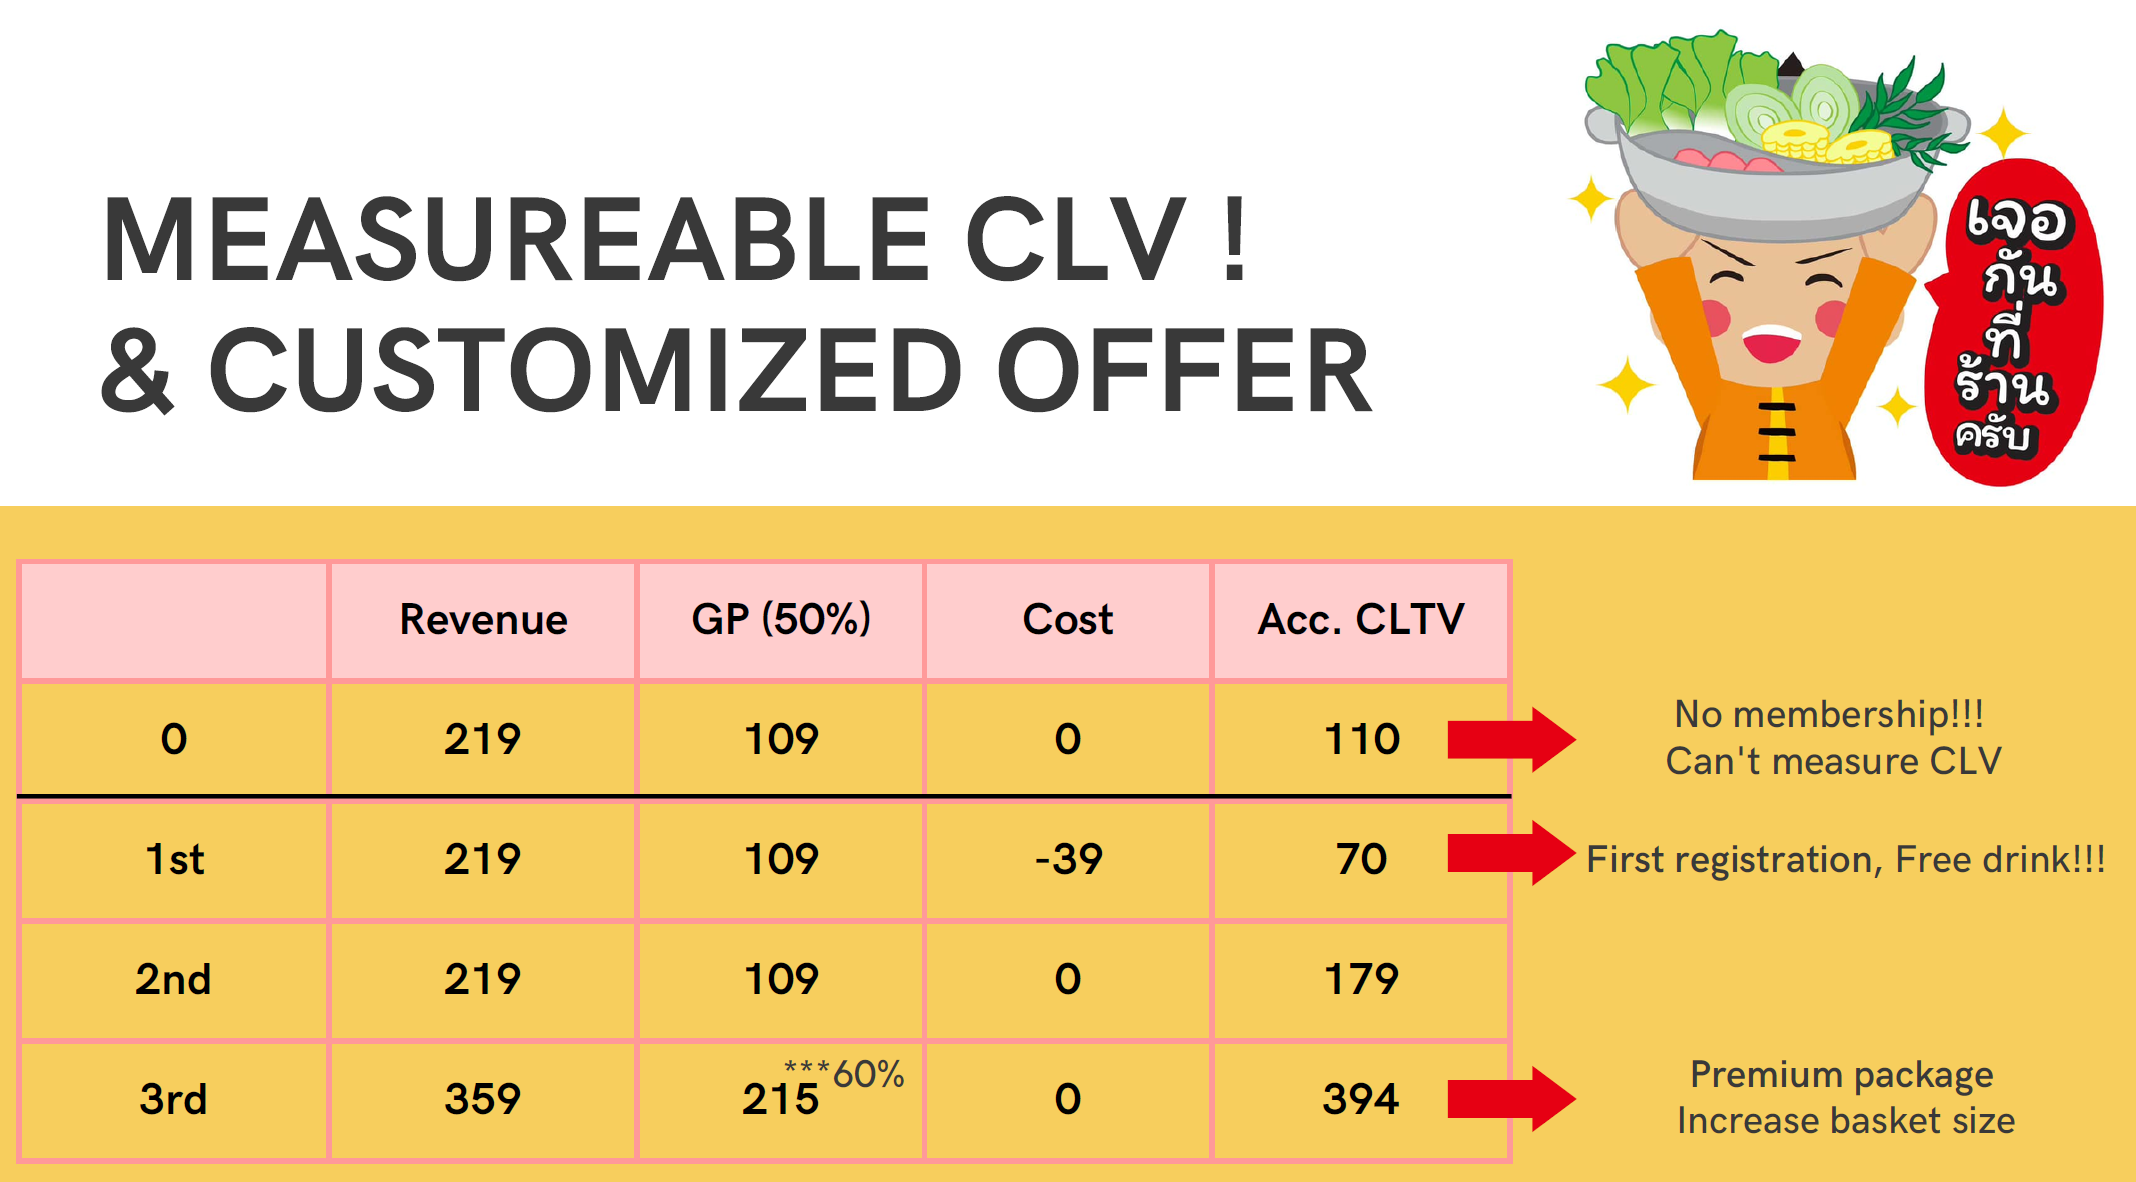 MEASUREABLE CLV !
& CUSTOMIZED OFFER
เจอ
กัน
ที่
ร้าน
ครับ
Revenue GP (50%) Cost Acc. CLTV
0 219 109 0 110
No membership!!!
Can't measure CLV
1st 219 109 -39 70
First registration, Free drink!!!
2nd 219 109 0 179
***60%
3rd 359 215 0 394
Premium package
Increase basket size